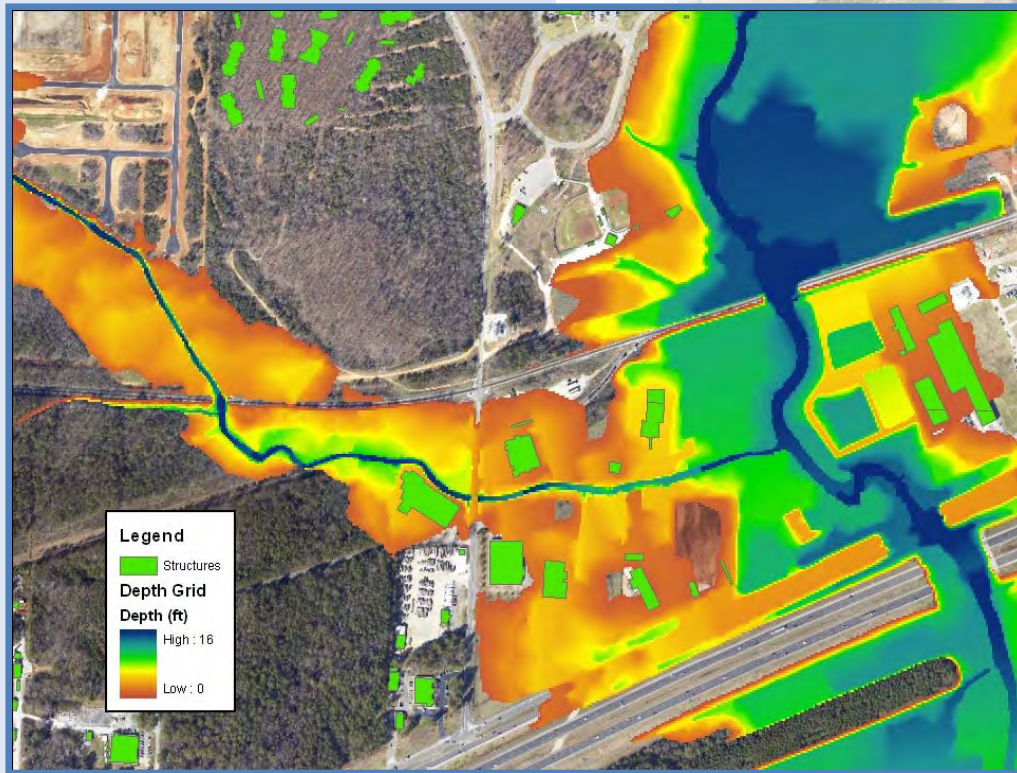 Legend
Structures
Depth Grid
Depth (ft)
High : 16
Low : 0